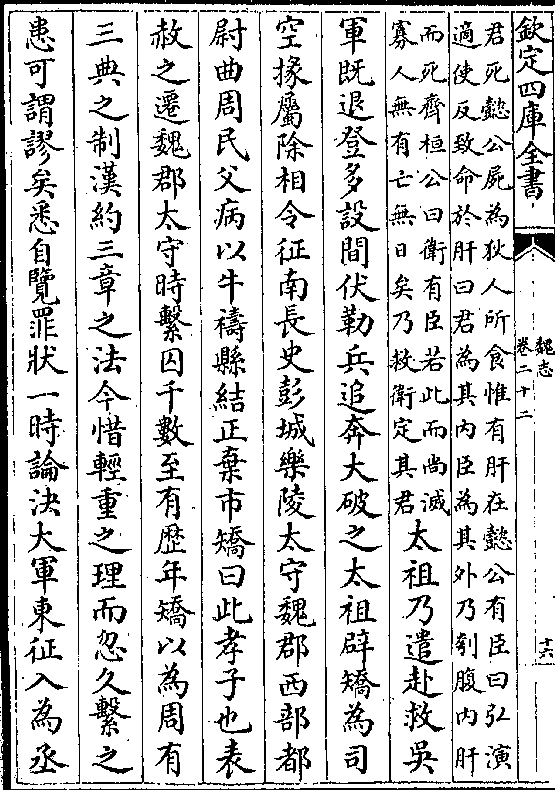 欽定四庫全書
魏志
卷二十二
十六
君死懿公屍為狄人所食惟有肝在懿公有臣曰弘演
適使反致命於肝曰君為其內臣為其外乃刳腹內肝
而死齊桓公曰衛有臣若此而尚滅
寡人無有亡無日矣乃救衛定其君
太祖乃遣赴救吳
軍既退登多設間伏勒兵追奔大破之太祖辟矯為司
空掾屬除相令征南長史彭城樂陵太守魏郡西部都
尉曲周民父病以牛禱縣結正棄市矯曰此孝子也表
赦之遷魏郡太守時繫囚千數至有歷年矯以為周有
三典之制漢約三章之法今惜輕重之理而忽久繫之
患可謂謬矣悉自覽罪狀一時論決大軍東征入為丞